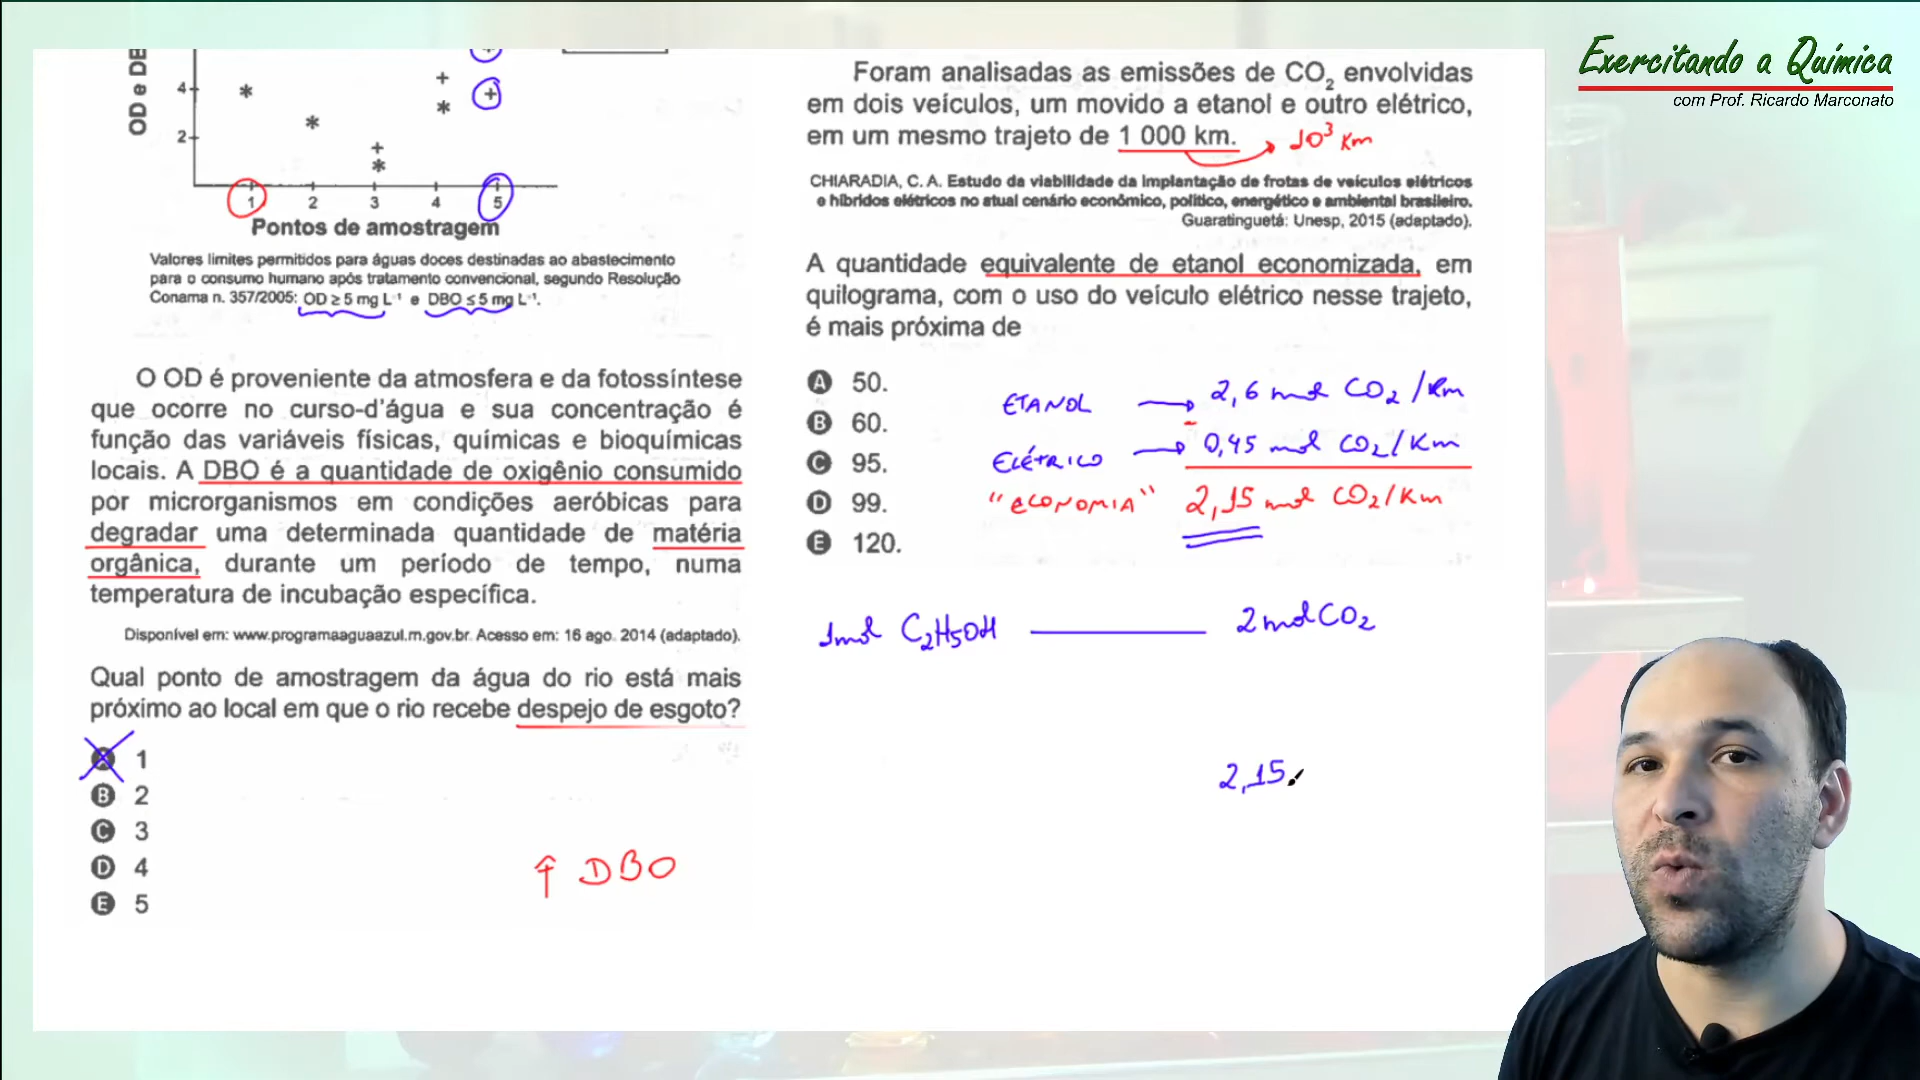 OD e DB
4
2
1 2 3 4 5
Pontos de amostragem
Valores limites permitidos para águas doces destinadas ao abastecimento
para o consumo humano após tratamento convencional, segundo Resolução
Conama n. 357/2005: OD ≥ 5 mg L⁻¹ e DBO ≤ 5 mg L⁻¹.
O OD é proveniente da atmosfera e da fotossíntese
que ocorre no curso-d'água e sua concentração é
função das variáveis físicas, químicas e bioquímicas
locais. A DBO é a quantidade de oxigênio consumido
por microrganismos em condições aeróbicas para
degradar uma determinada quantidade de matéria
orgânica, durante um período de tempo, numa
temperatura de incubação específica.
Disponível em: www.programaaguaazul.rn.gov.br. Acesso em: 16 ago. 2014 (adaptado).
Qual ponto de amostragem da água do rio está mais
próximo ao local em que o rio recebe despejo de esgoto?
A 1
B 2
C 3
D 4
E 5
↑ DBO
Foram analisadas as emissões de CO₂ envolvidas
em dois veículos, um movido a etanol e outro elétrico,
em um mesmo trajeto de 1 000 km. 10³ Km
CHIARADIA, C. A. Estudo da viabilidade da implantação de frotas de veículos elétricos
e híbridos elétricos no atual cenário econômico, político, energético e ambiental brasileiro.
Guaratinguetá: Unesp, 2015 (adaptado).
A quantidade equivalente de etanol economizada, em
quilograma, com o uso do veículo elétrico nesse trajeto,
é mais próxima de
A 50.
B 60.
C 95.
D 99.
E 120.
ETANOL → 2,6 mol CO₂/Km
ELÉTRICO → 0,45 mol CO₂/Km
"ECONOMIA" 2,15 mol CO₂/Km
1mol C₂H₅OH 2molCO₂
2,15.
Exercitando a Química
com Prof. Ricardo Marconato